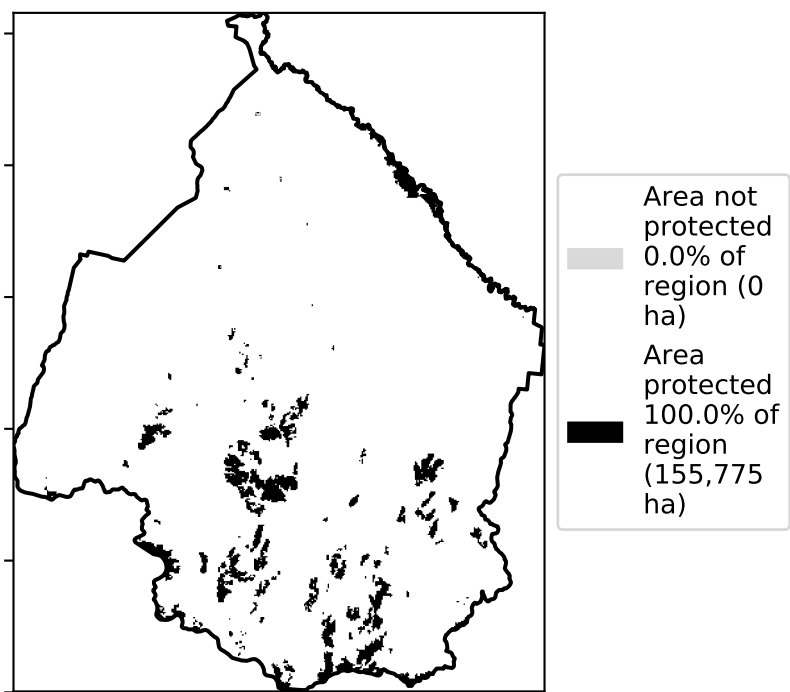 Area not
protected
0.0% of
region (0
ha)
Area
protected
100.0% of
region
(155,775
ha)